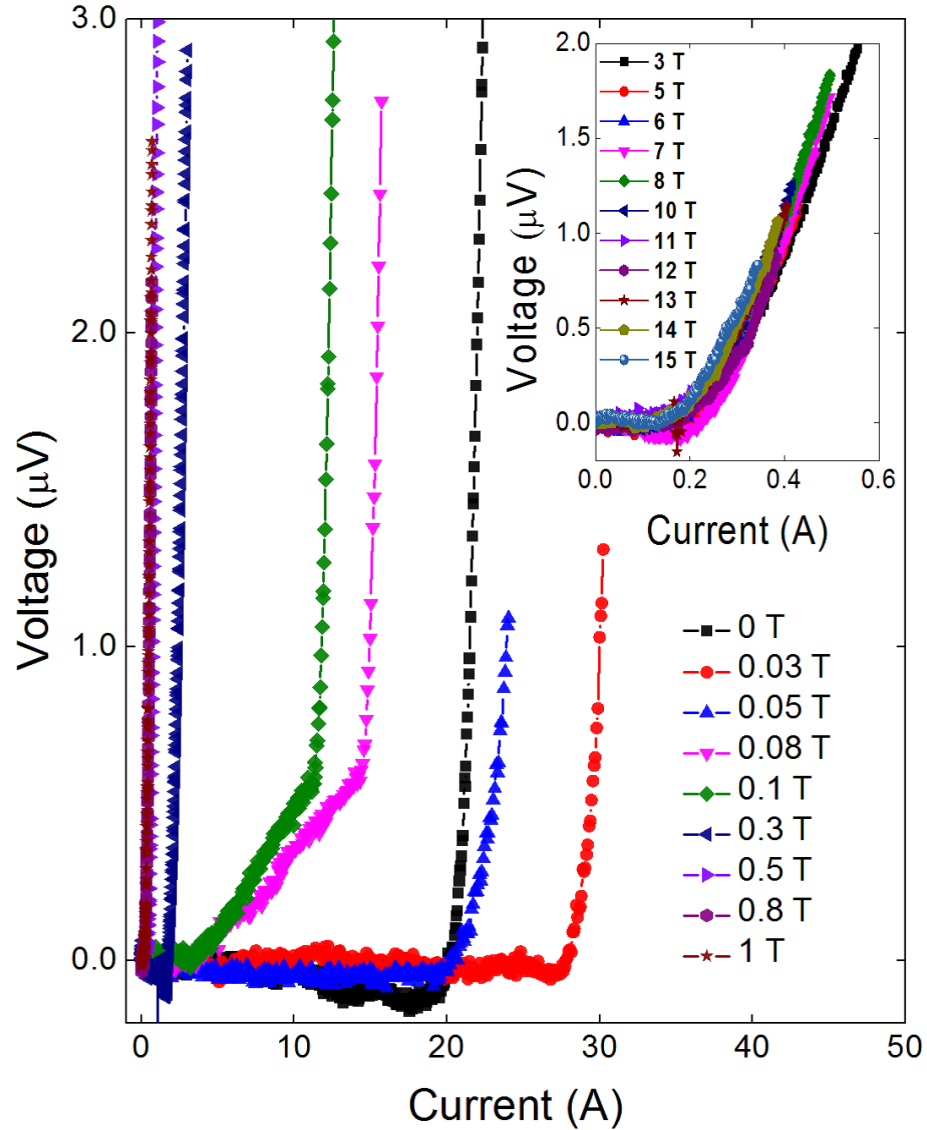 3.0
2.0
1.0
0.0
Voltage (μV)
0 10 20 30 40 50
Current (A)
0 T
0.03 T
0.05 T
0.08 T
0.1 T
0.3 T
0.5 T
0.8 T
1 T
2.0
1.5
1.0
0.5
0.0
Voltage (μV)
0.0 0.2 0.4 0.6
Current (A)
3 T
5 T
6 T
7 T
8 T
10 T
11 T
12 T
13 T
14 T
15 T